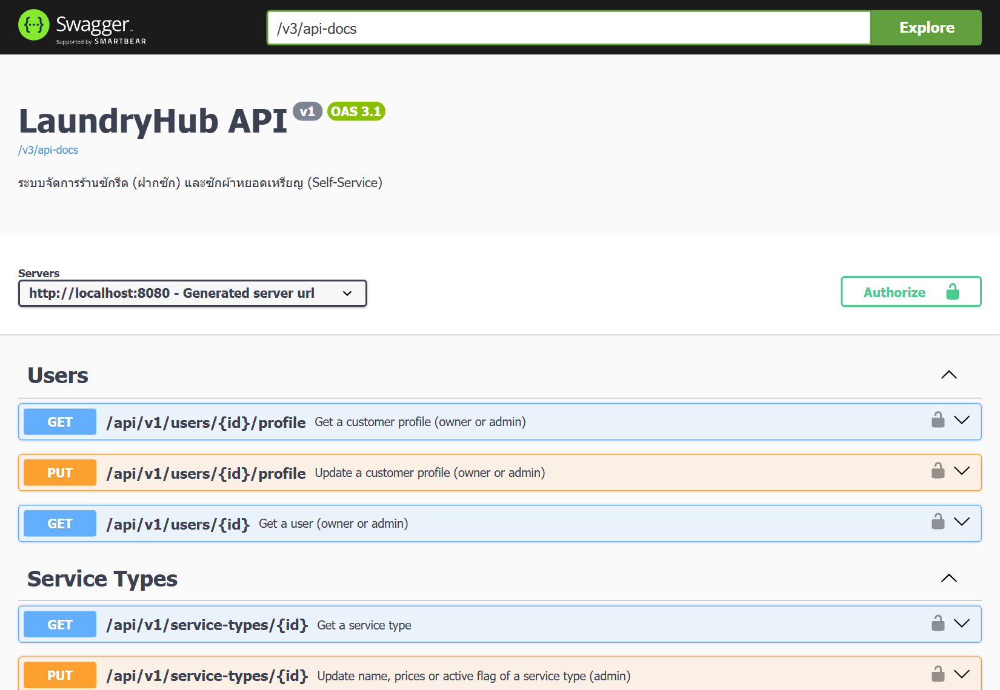 {···} Swagger™
Supported by SMARTBEAR
/v3/api-docs
Explore
LaundryHub API v1 OAS 3.1
/v3/api-docs
ระบบจัดการร้านซักรีด (ฝากซัก) และซักผ้าหยอดเหรียญ (Self-Service)
Servers
http://localhost:8080 - Generated server url
Authorize
Users
GET /api/v1/users/{id}/profile Get a customer profile (owner or admin)
PUT /api/v1/users/{id}/profile Update a customer profile (owner or admin)
GET /api/v1/users/{id} Get a user (owner or admin)
Service Types
GET /api/v1/service-types/{id} Get a service type
PUT /api/v1/service-types/{id} Update name, prices or active flag of a service type (admin)